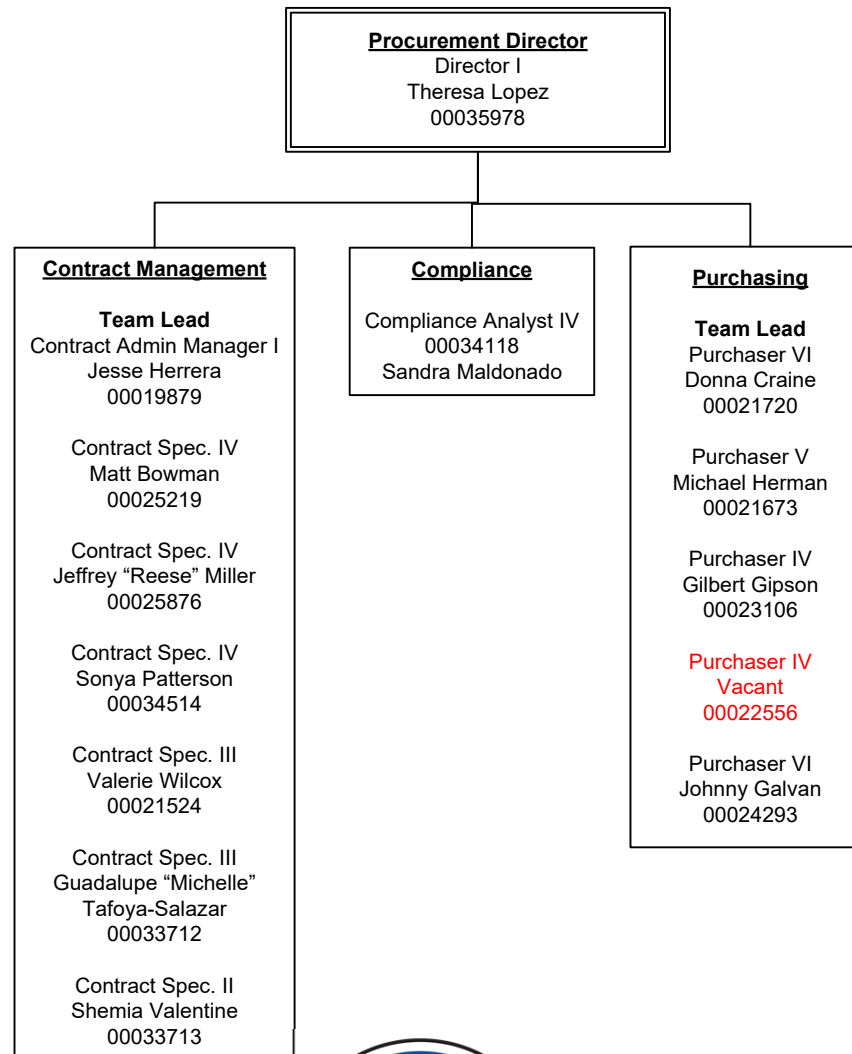 Procurement Director
Director I
Theresa Lopez
00035978
Contract Management
Team Lead
Contract Admin Manager I
Jesse Herrera
00019879
Contract Spec. IV
Matt Bowman
00025219
Contract Spec. IV
Jeffrey “Reese” Miller
00025876
Contract Spec. IV
Sonya Patterson
00034514
Contract Spec. III
Valerie Wilcox
00021524
Contract Spec. III
Guadalupe “Michelle”
Tafoya-Salazar
00033712
Contract Spec. II
Shemia Valentine
00033713
Compliance
Compliance Analyst IV
00034118
Sandra Maldonado
Purchasing
Team Lead
Purchaser VI
Donna Craine
00021720
Purchaser V
Michael Herman
00021673
Purchaser IV
Gilbert Gipson
00023106
Purchaser IV
Vacant
00022556
Purchaser VI
Johnny Galvan
00024293